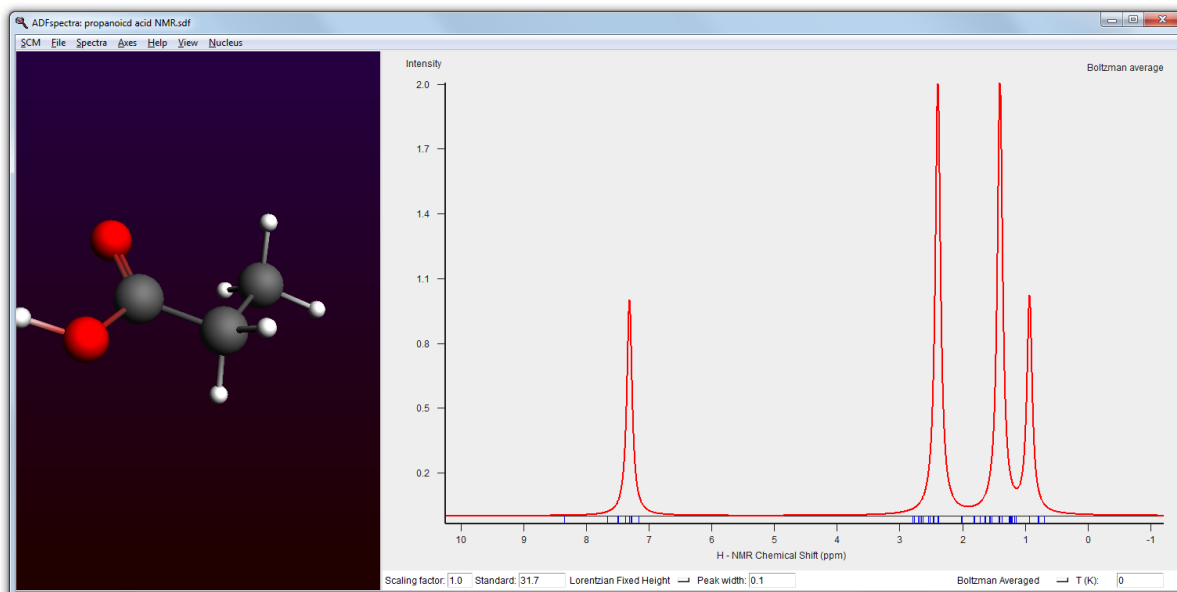 ADFspectra: propanoicd acid NMR.sdf
SCM File Spectra Axes Help View Nucleus
Intensity
Boltzman average
2.0
1.7
1.4
1.1
0.8
0.5
0.2
10 9 8 7 6 5 4 3 2 1 0 -1
H - NMR Chemical Shift (ppm)
Scaling factor: 1.0 Standard: 31.7 Lorentzian Fixed Height Peak width: 0.1 Boltzman Averaged T (K): 0